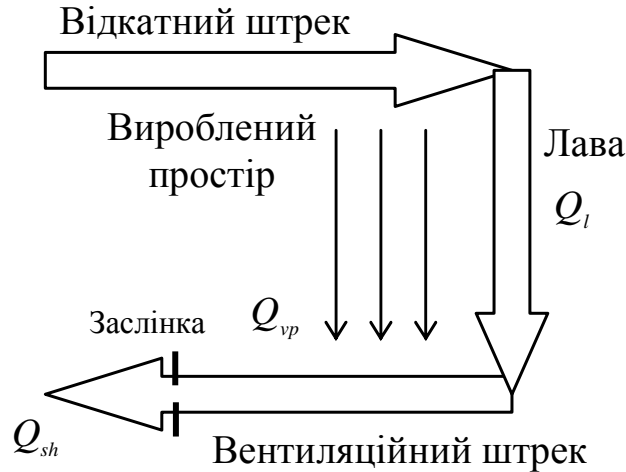 Відкатний штрек
Вироблений
простір
Лава
Q_l
Заслінка
Q_vp
Q_sh
Вентиляційний штрек